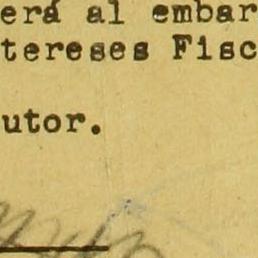 erá al embar
tereses Fisc
utor.